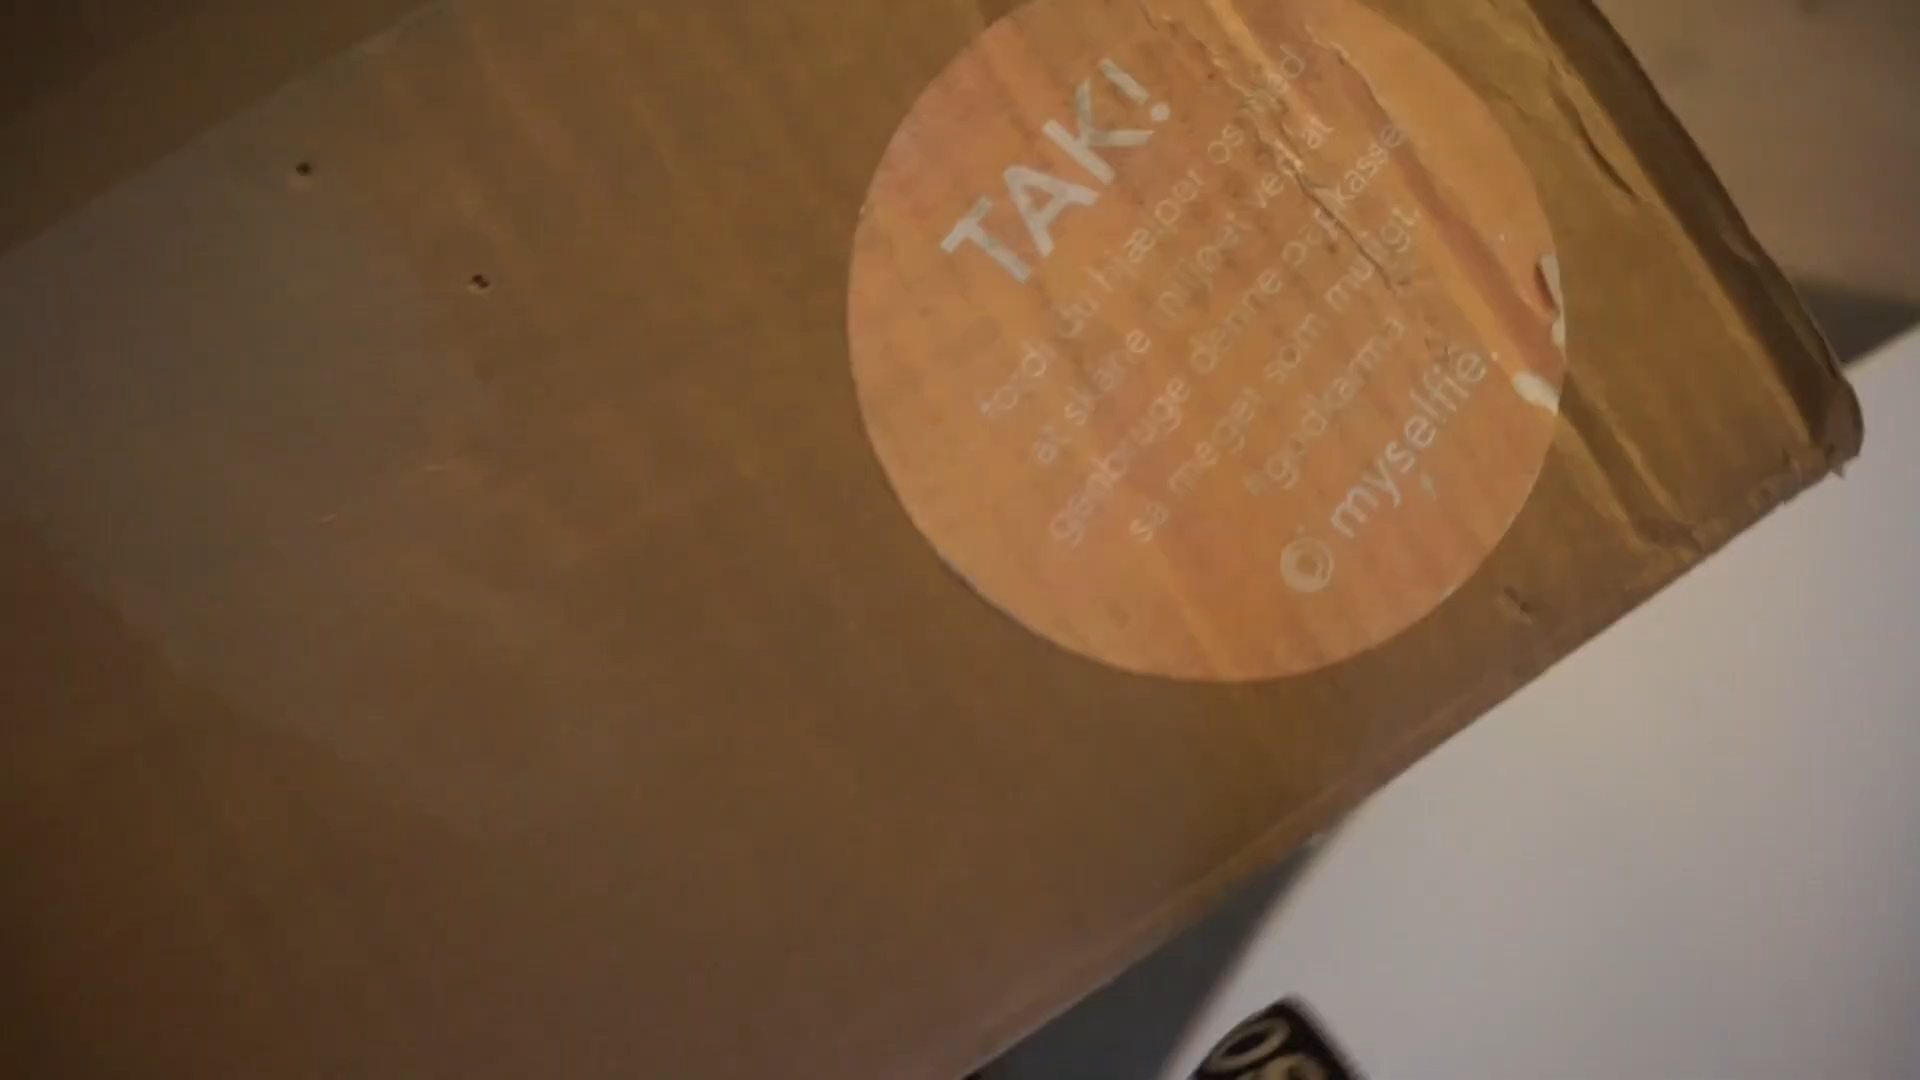 TAK!
fordi du hjælper os med
at skåne miljøet ved at
genbruge denne papkasse
så meget som muligt.
#godkarma
myselfie